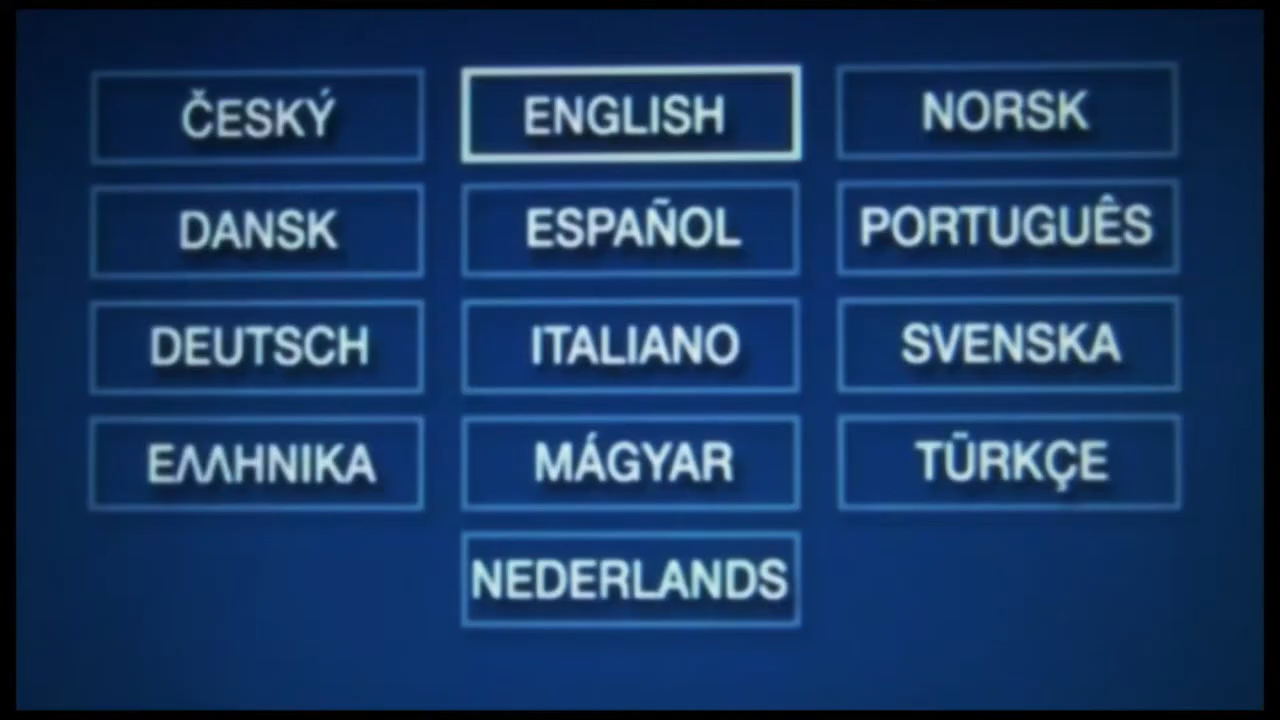 ČESKÝ
ENGLISH
NORSK
DANSK
ESPAÑOL
PORTUGUÊS
DEUTSCH
ITALIANO
SVENSKA
ΕΛΛΗΝΙΚΑ
MÁGYAR
TÜRKÇE
NEDERLANDS